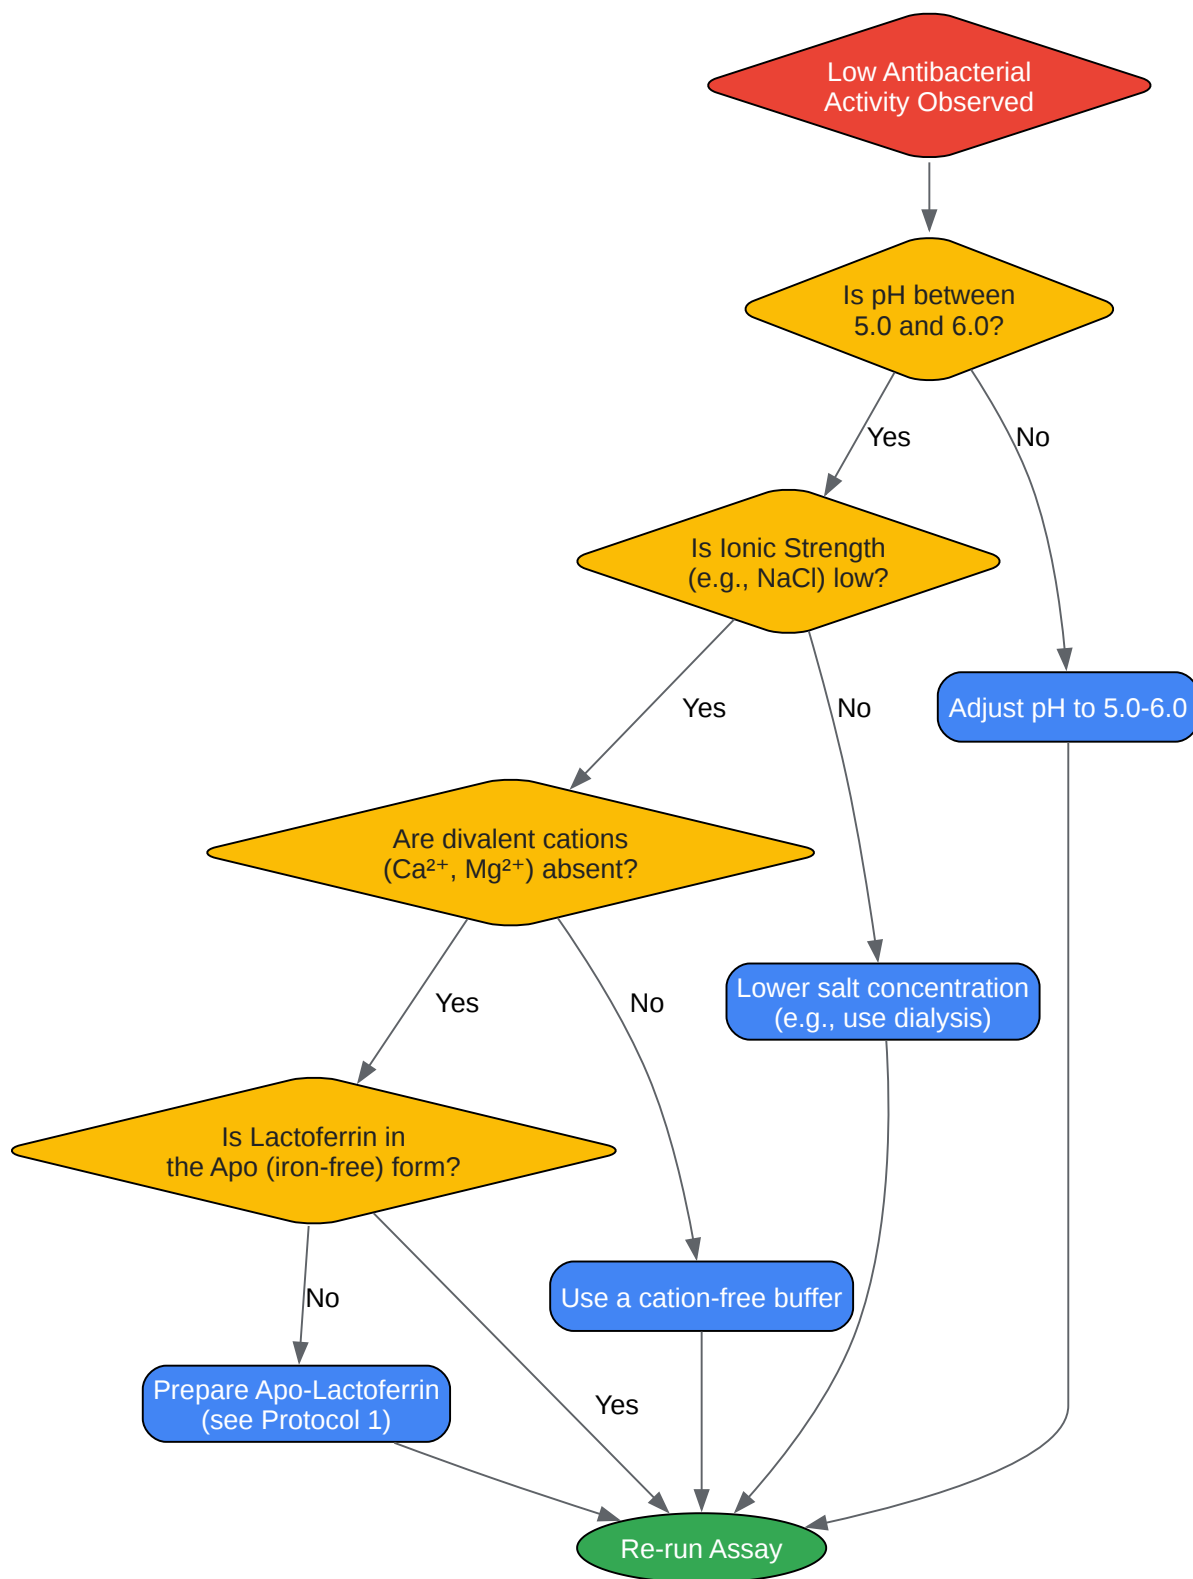 Low Antibacterial
Activity Observed
Is pH between
5.0 and 6.0?
Yes
No
Is Ionic Strength
(e.g., NaCl) low?
Yes
No
Adjust pH to 5.0-6.0
Are divalent cations
(Ca²⁺, Mg²⁺) absent?
Yes
No
Lower salt concentration
(e.g., use dialysis)
Is Lactoferrin in
the Apo (iron-free) form?
No
Yes
Use a cation-free buffer
Prepare Apo-Lactoferrin
(see Protocol 1)
Re-run Assay